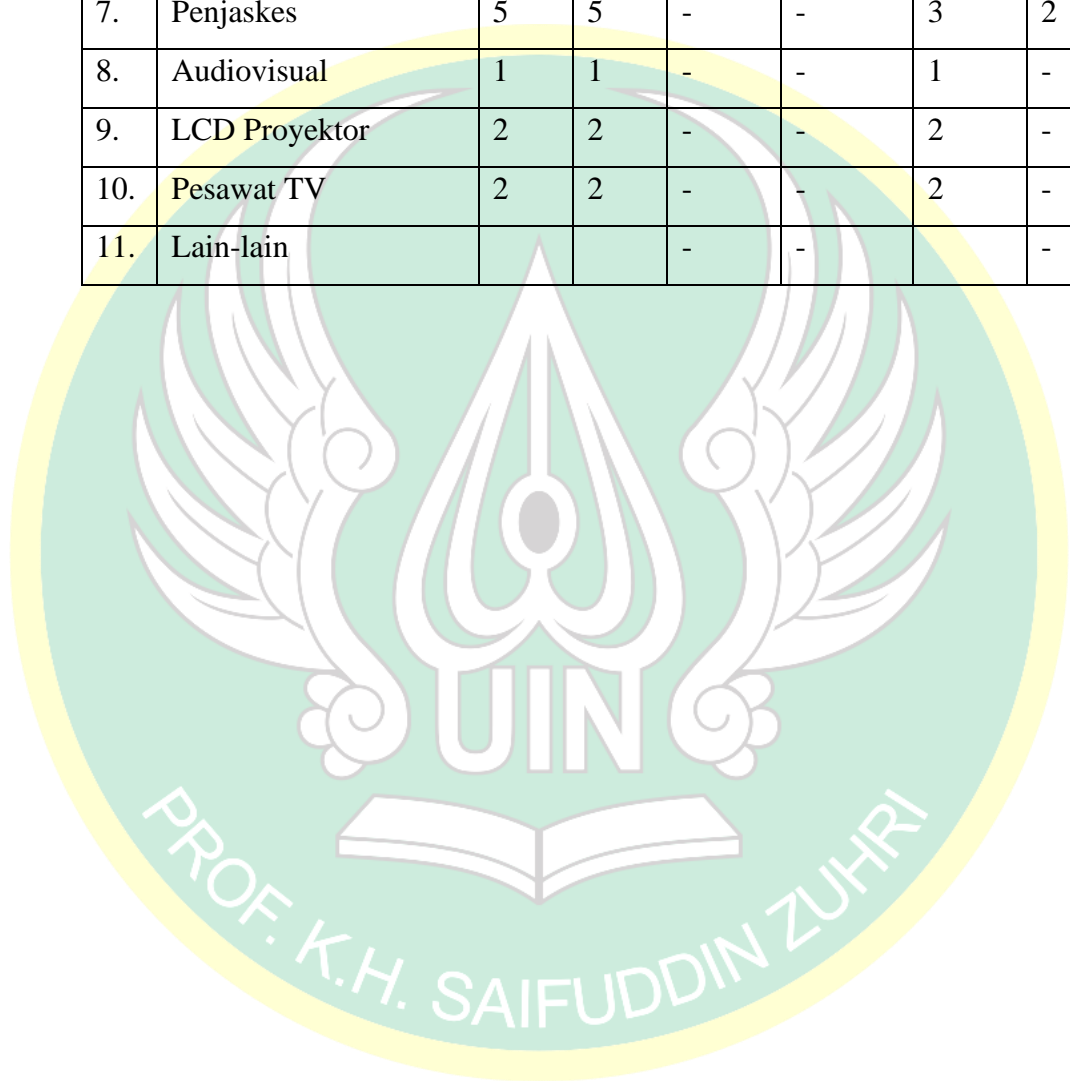 7. Penjaskes 5 5 - - 3 2
8. Audiovisual 1 1 - - 1 -
9. LCD Proyektor 2 2 - - 2 -
10. Pesawat TV 2 2 - - 2 -
11. Lain-lain - - -
UIN
PROF. K.H. SAIFUDDIN ZUHRI